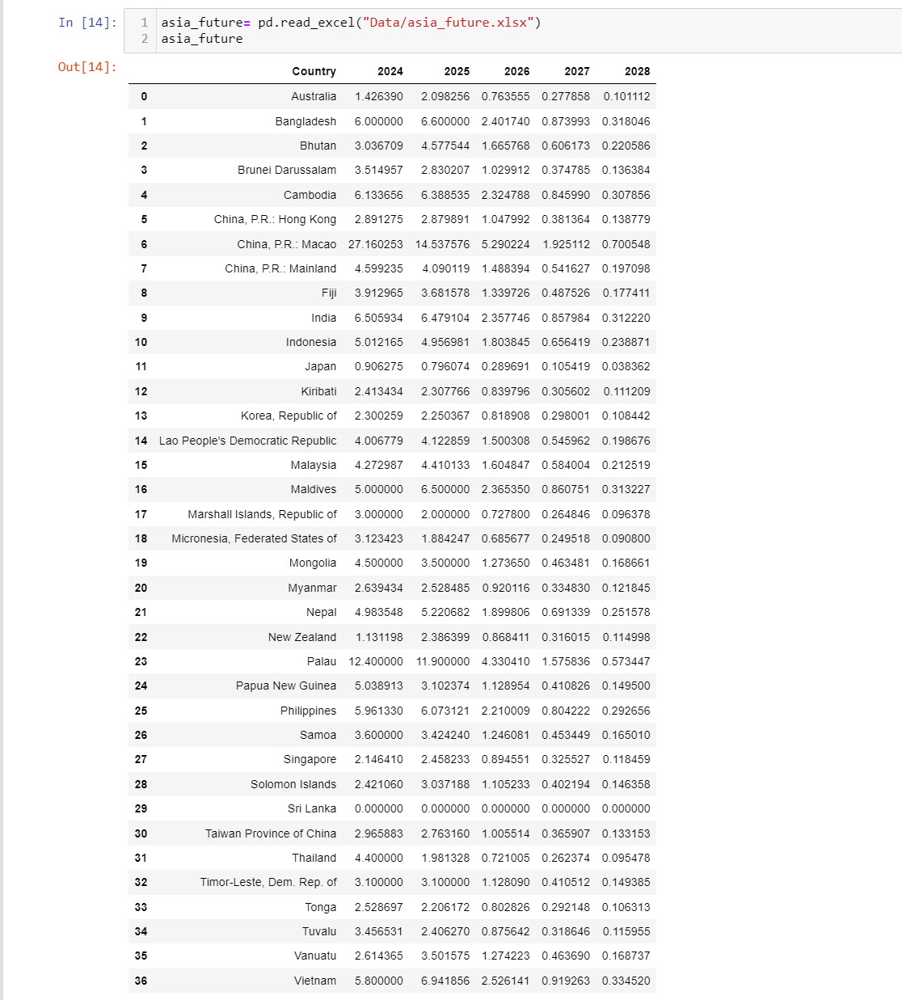 In [14]:
1 asia_future= pd.read_excel("Data/asia_future.xlsx")
2 asia_future
Out[14]:
Country 2024 2025 2026 2027 2028
0 Australia 1.426390 2.098256 0.763555 0.277858 0.101112
1 Bangladesh 6.000000 6.600000 2.401740 0.873993 0.318046
2 Bhutan 3.036709 4.577544 1.665768 0.606173 0.220586
3 Brunei Darussalam 3.514957 2.830207 1.029912 0.374785 0.136384
4 Cambodia 6.133656 6.388535 2.324788 0.845990 0.307856
5 China, P.R.: Hong Kong 2.891275 2.879891 1.047992 0.381364 0.138779
6 China, P.R.: Macao 27.160253 14.537576 5.290224 1.925112 0.700548
7 China, P.R.: Mainland 4.599235 4.090119 1.488394 0.541627 0.197098
8 Fiji 3.912965 3.681578 1.339726 0.487526 0.177411
9 India 6.505934 6.479104 2.357746 0.857984 0.312220
10 Indonesia 5.012165 4.956981 1.803845 0.656419 0.238871
11 Japan 0.906275 0.796074 0.289691 0.105419 0.038362
12 Kiribati 2.413434 2.307766 0.839796 0.305602 0.111209
13 Korea, Republic of 2.300259 2.250367 0.818908 0.298001 0.108442
14 Lao People's Democratic Republic 4.006779 4.122859 1.500308 0.545962 0.198676
15 Malaysia 4.272987 4.410133 1.604847 0.584004 0.212519
16 Maldives 5.000000 6.500000 2.365350 0.860751 0.313227
17 Marshall Islands, Republic of 3.000000 2.000000 0.727800 0.264846 0.096378
18 Micronesia, Federated States of 3.123423 1.884247 0.685677 0.249518 0.090800
19 Mongolia 4.500000 3.500000 1.273650 0.463481 0.168661
20 Myanmar 2.639434 2.528485 0.920116 0.334830 0.121845
21 Nepal 4.983548 5.220682 1.899806 0.691339 0.251578
22 New Zealand 1.131198 2.386399 0.868411 0.316015 0.114998
23 Palau 12.400000 11.900000 4.330410 1.575836 0.573447
24 Papua New Guinea 5.038913 3.102374 1.128954 0.410826 0.149500
25 Philippines 5.961330 6.073121 2.210009 0.804222 0.292656
26 Samoa 3.600000 3.424240 1.246081 0.453449 0.165010
27 Singapore 2.146410 2.458233 0.894551 0.325527 0.118459
28 Solomon Islands 2.421060 3.037188 1.105233 0.402194 0.146358
29 Sri Lanka 0.000000 0.000000 0.000000 0.000000 0.000000
30 Taiwan Province of China 2.965883 2.763160 1.005514 0.365907 0.133153
31 Thailand 4.400000 1.981328 0.721005 0.262374 0.095478
32 Timor-Leste, Dem. Rep. of 3.100000 3.100000 1.128090 0.410512 0.149385
33 Tonga 2.528697 2.206172 0.802826 0.292148 0.106313
34 Tuvalu 3.456531 2.406270 0.875642 0.318646 0.115955
35 Vanuatu 2.614365 3.501575 1.274223 0.463690 0.168737
36 Vietnam 5.800000 6.941856 2.526141 0.919263 0.334520